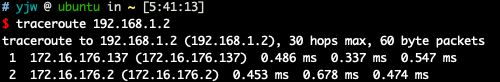 # yjw @ ubuntu in ~ [5:41:13]
$ traceroute 192.168.1.2
traceroute to 192.168.1.2 (192.168.1.2), 30 hops max, 60 byte packets
 1  172.16.176.137 (172.16.176.137)  0.486 ms  0.337 ms  0.547 ms
 2  172.16.176.2 (172.16.176.2)  0.453 ms  0.678 ms  0.474 ms